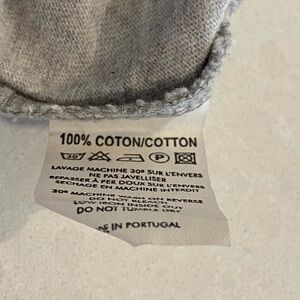 100% COTON/COTTON
30
P
LAVAGE MACHINE 30° SUR L'ENVERS
NE PAS JAVELLISER
REPASSER A FER DOUX SUR L'ENVERS
SECHAGE EN MACHINE INTERDIT
30° MACHINE WASH ON REVERSE
DO NOT BLEACH
LOW IRON INSIDE OUT
DO NOT TUMBLE DRY
DE IN PORTUGAL